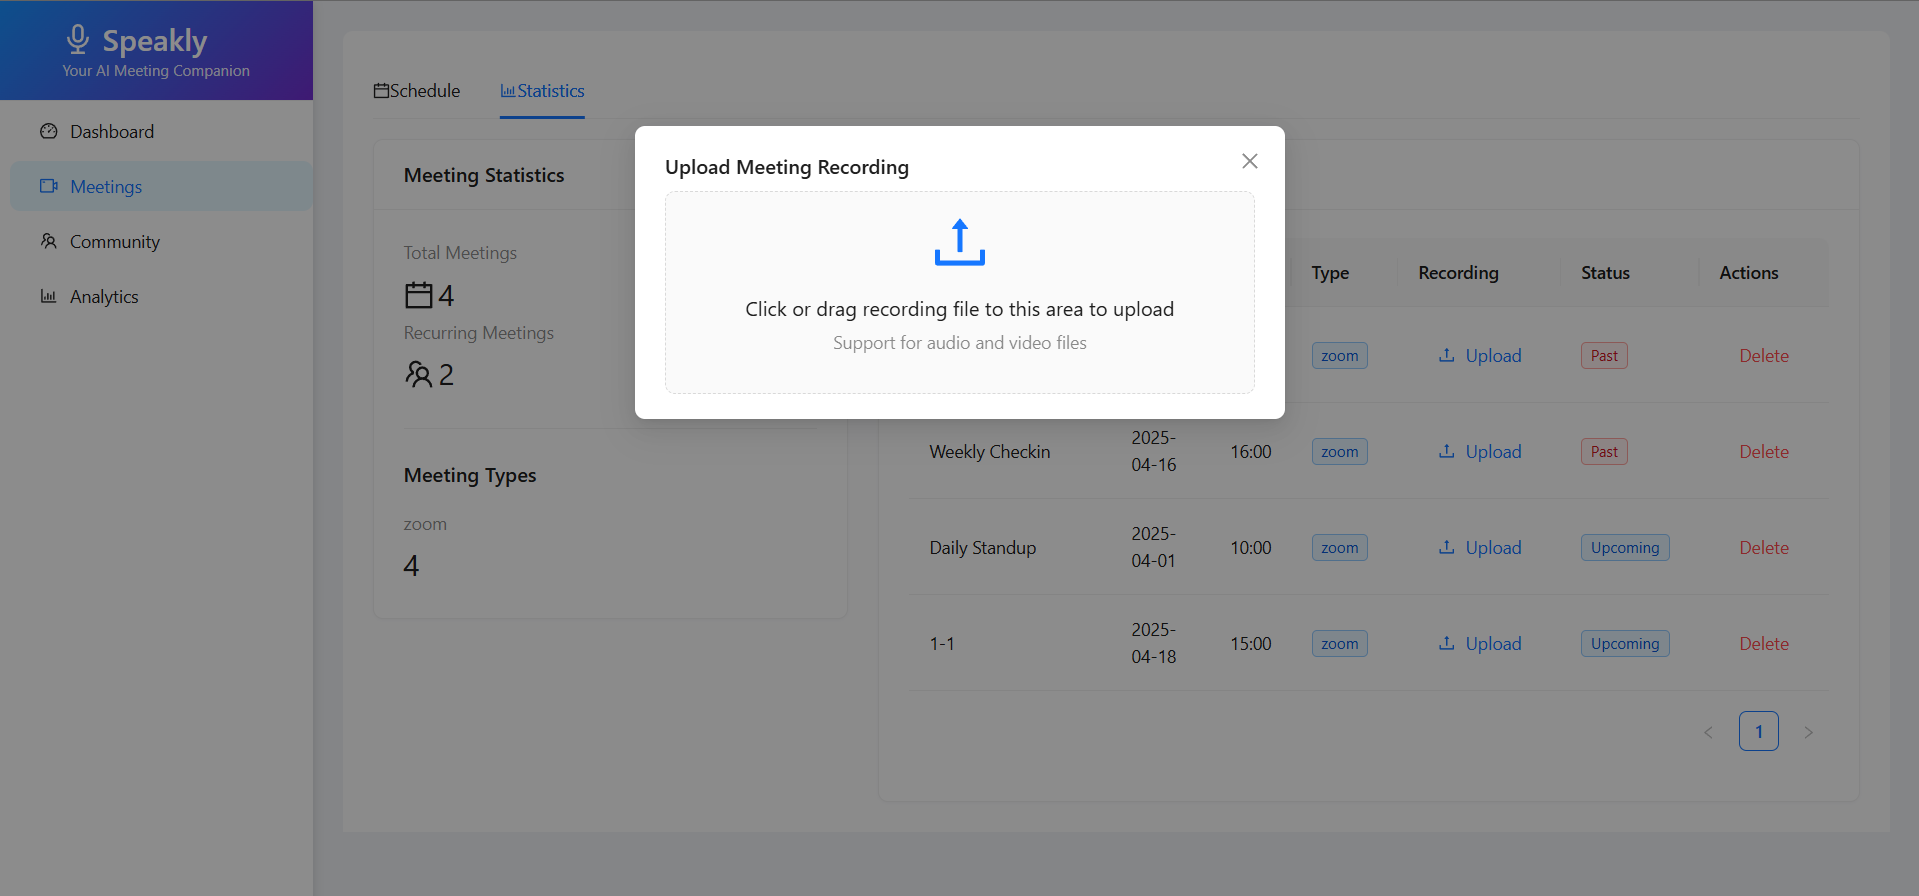 Speakly
Your AI Meeting Companion
Dashboard
Meetings
Community
Analytics
Schedule
Statistics
Meeting Statistics
Total Meetings
4
Recurring Meetings
2
Meeting Types
zoom
4
Upload Meeting Recording
Click or drag recording file to this area to upload
Support for audio and video files
Type Recording Status Actions
zoom Upload Past Delete
Weekly Checkin 2025-
04-16 16:00 zoom Upload Past Delete
Daily Standup 2025-
04-01 10:00 zoom Upload Upcoming Delete
1-1 2025-
04-18 15:00 zoom Upload Upcoming Delete
< 1 >